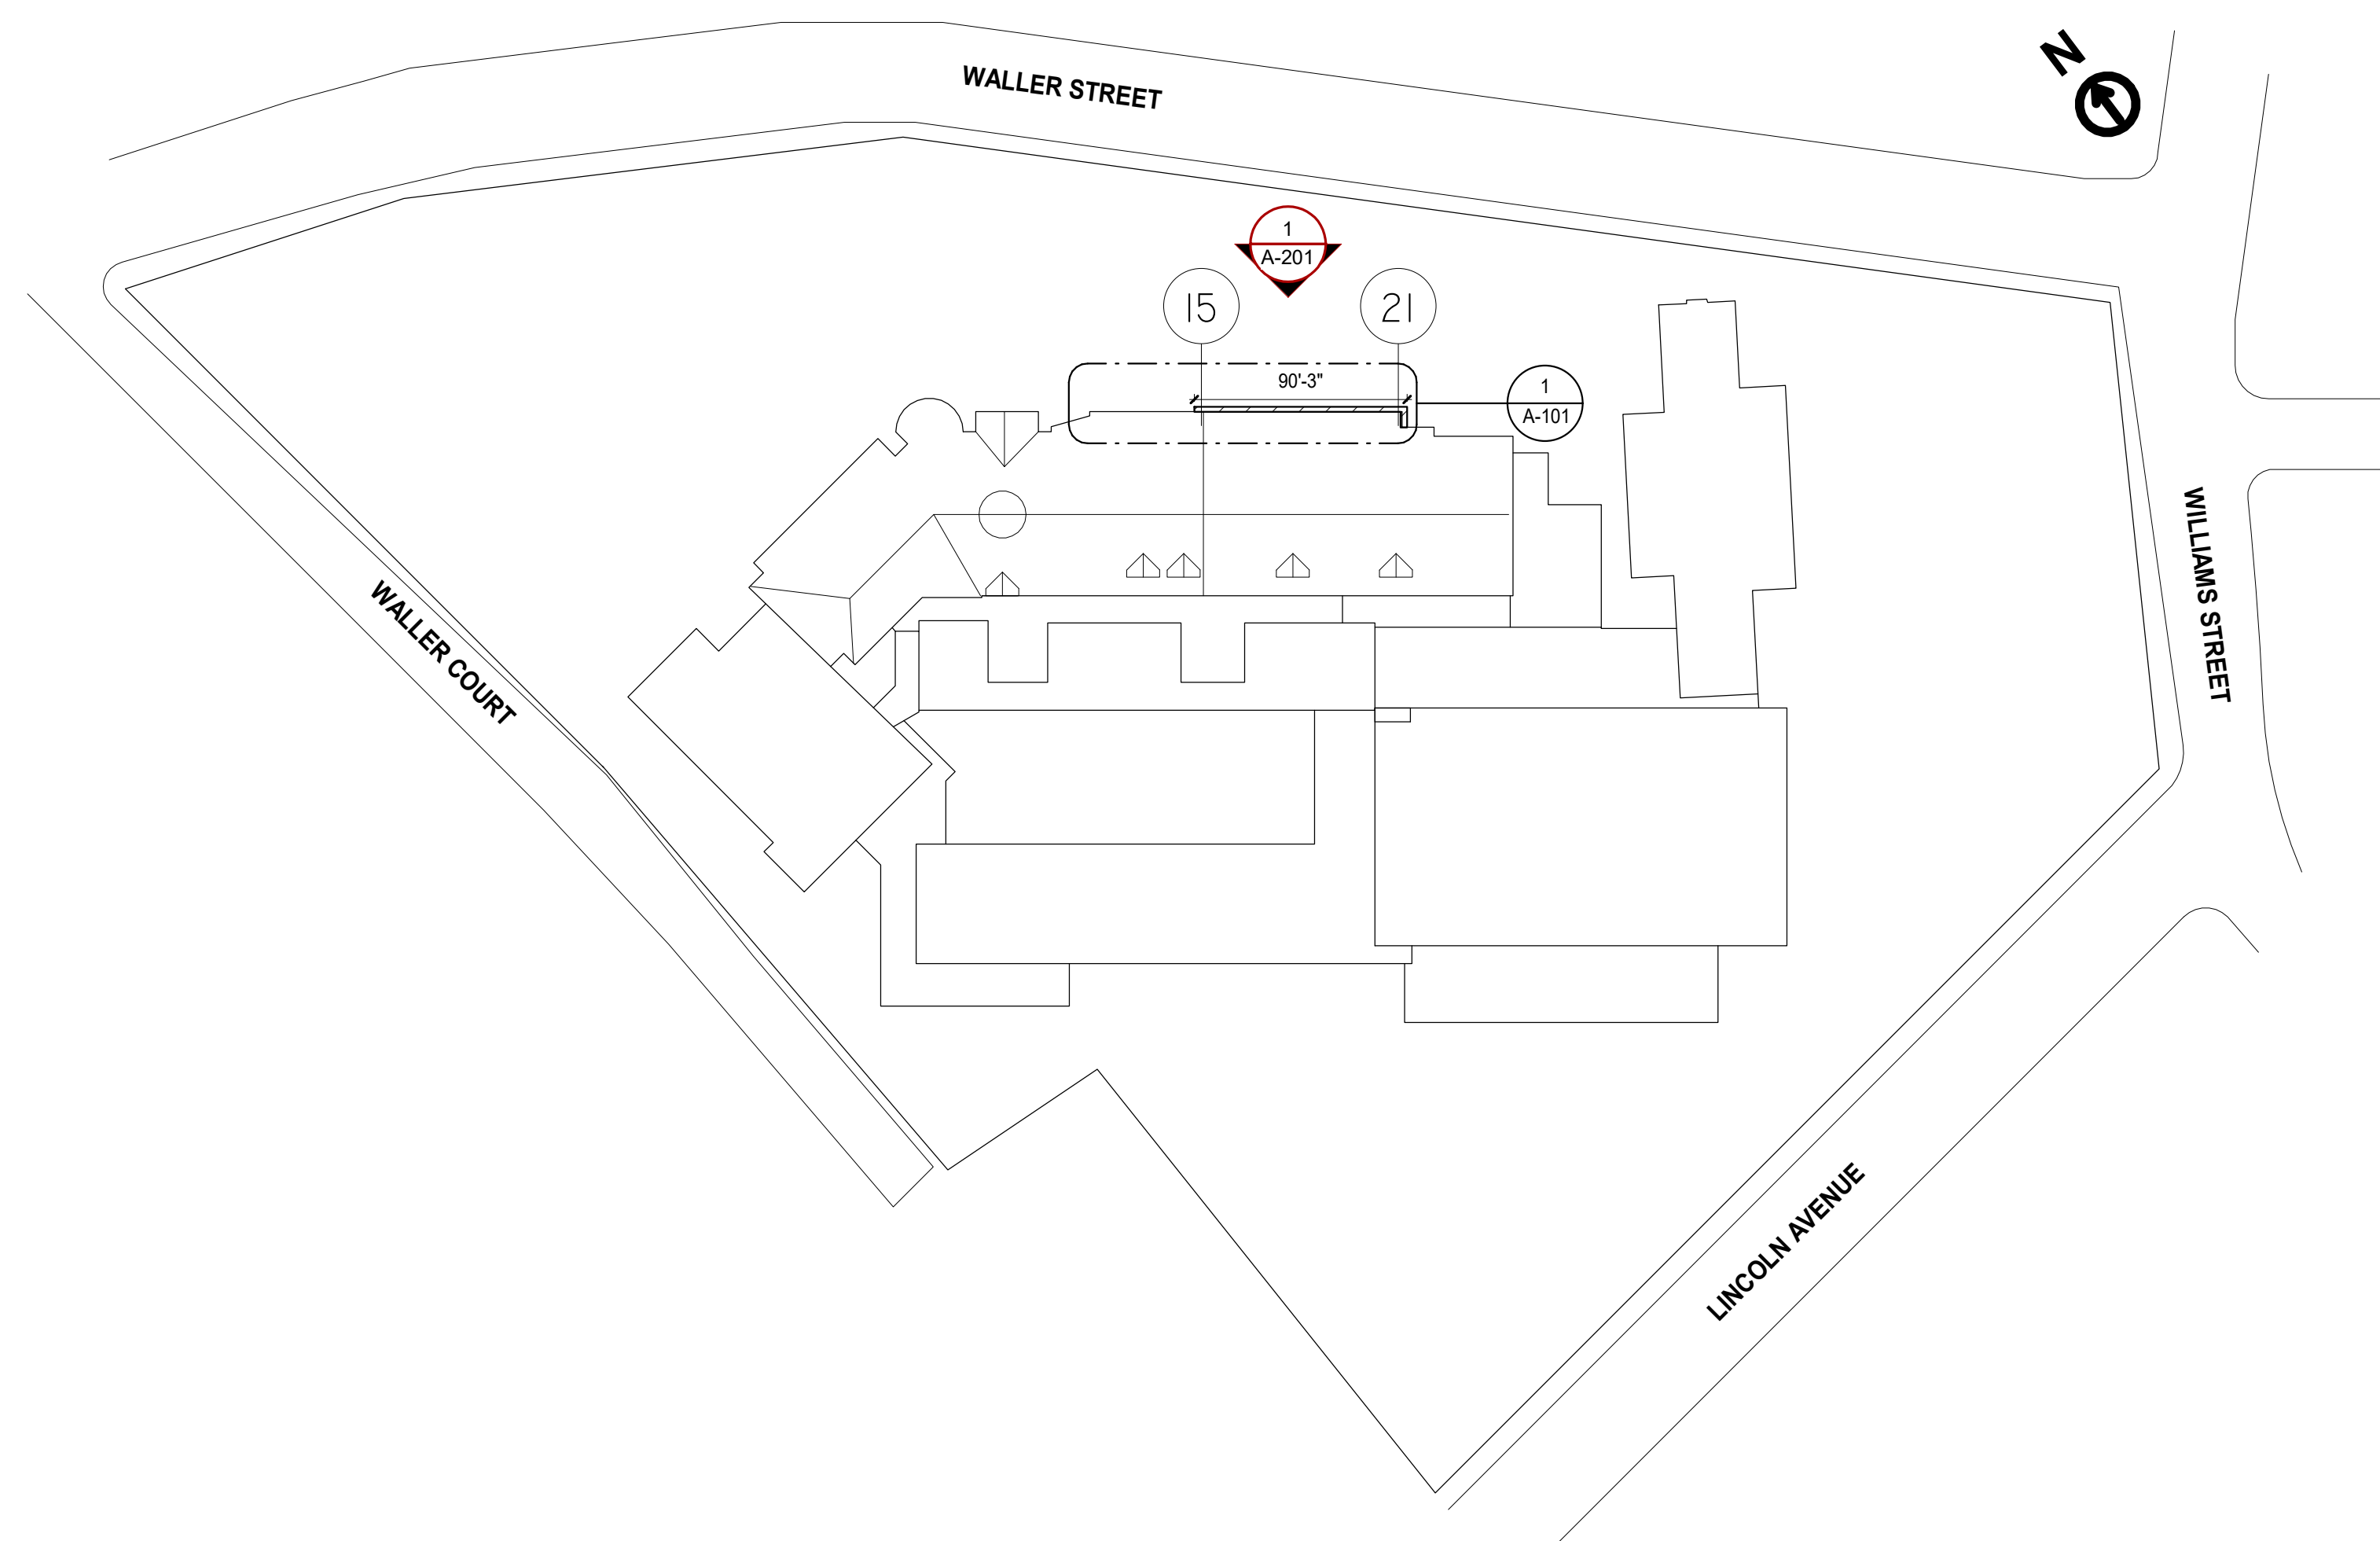 N
WALLER STREET
1
A-201
15
21
90'-3"
1
A-101
WILLIAMS STREET
WALLER COURT
LINCOLN AVENUE